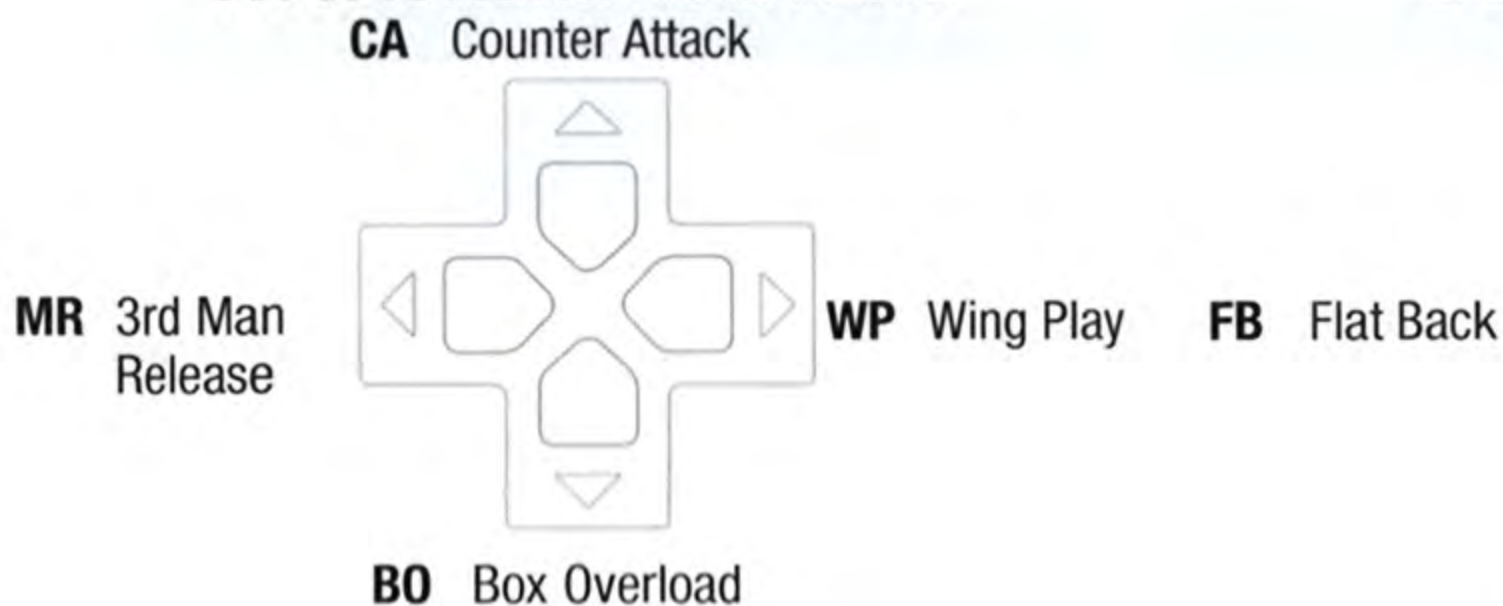 CA Counter Attack
MR 3rd Man
Release
WP Wing Play
FB Flat Back
BO Box Overload